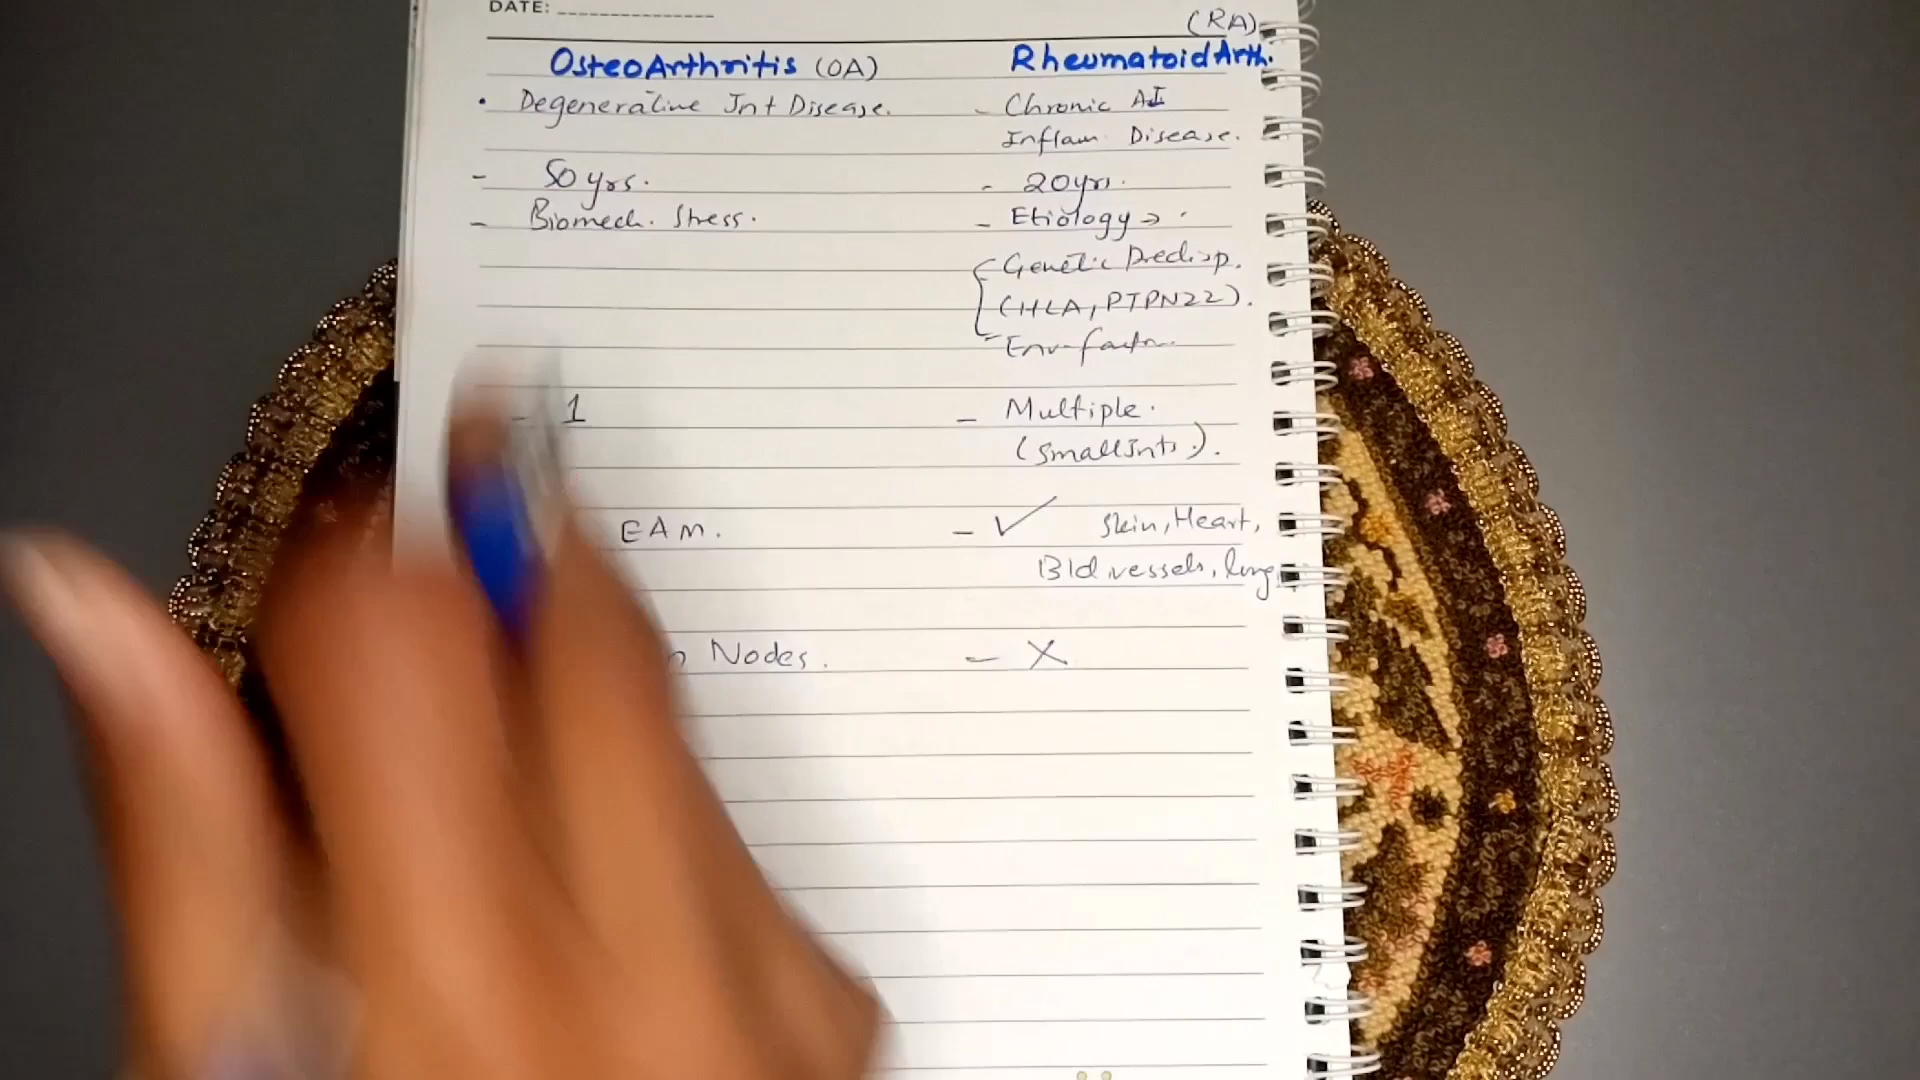 DATE:
(RA)
OsteoArthritis (OA) RheumatoidArth.
• Degenerative Jnt Disease. - Chronic AI
Inflam Disease.
- 50 yrs. - 20yrs.
- Biomech. Stress. - Etiology →
Genetic Predisp.
(HLA, PTPN22).
Env-factor.
- 1 - Multiple.
(Small Jnts).
EAM. - ✓ Skin, Heart,
Bld vessels, lung
Nodes. - X